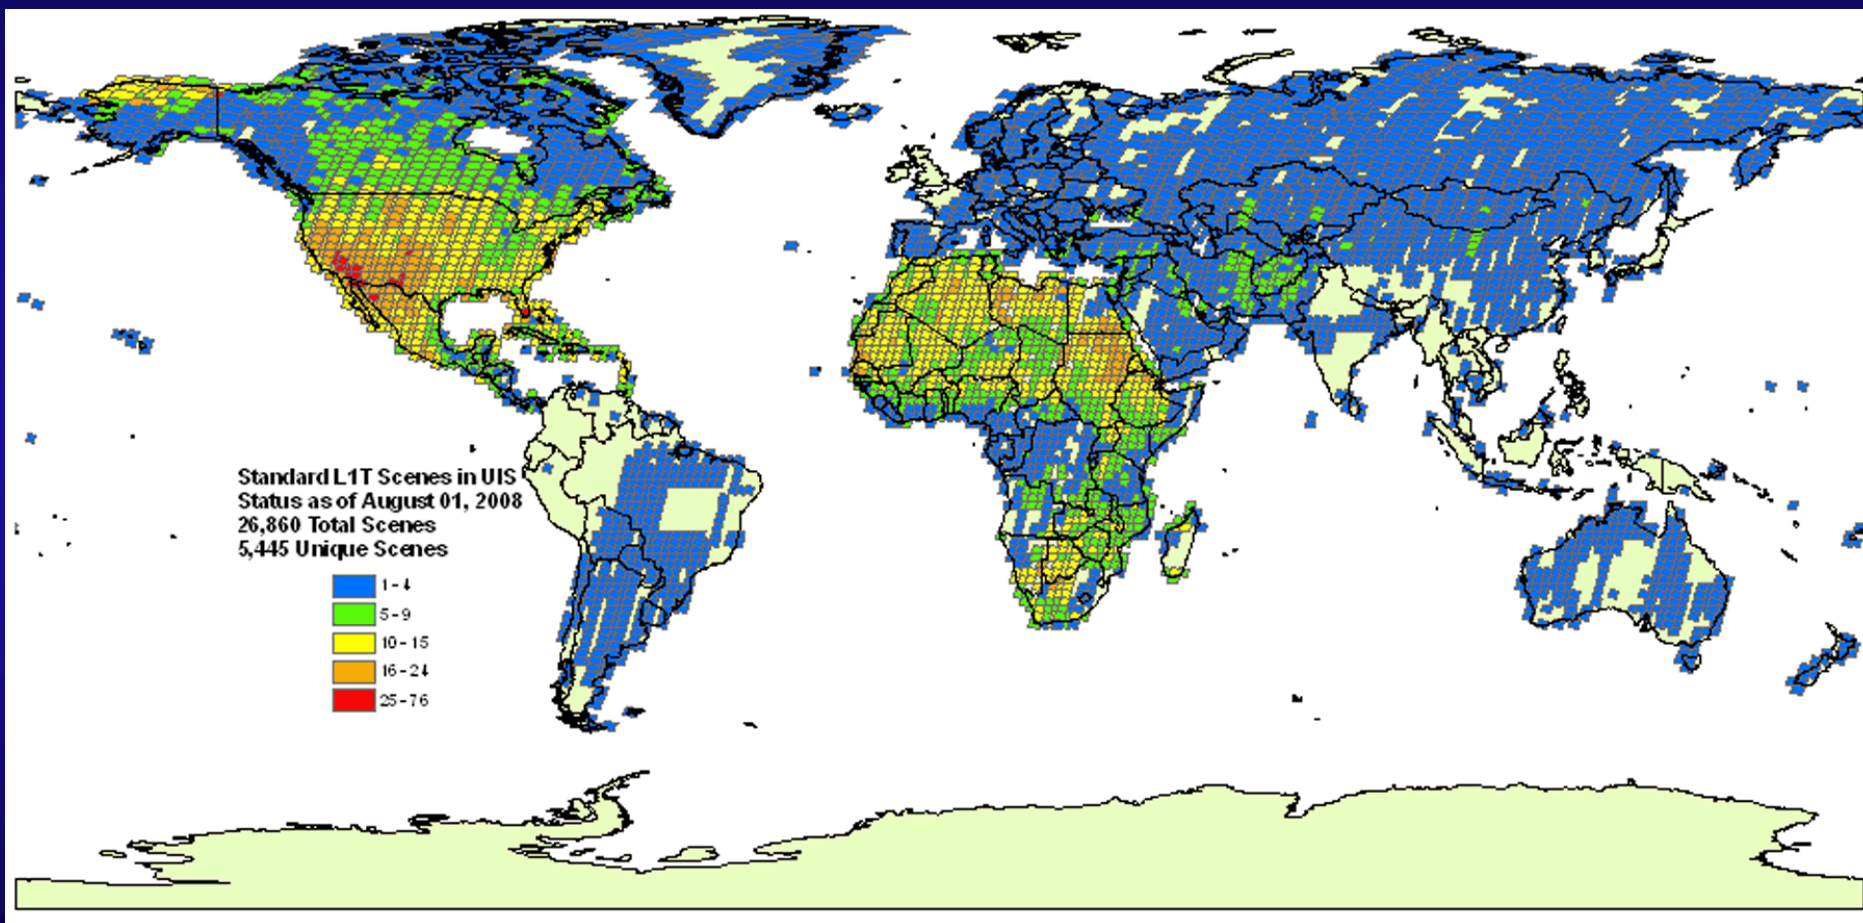 Standard L1T Scenes in UIS
Status as of August 01, 2008
26,860 Total Scenes
5,445 Unique Scenes
1 - 4
5 - 9
10 - 15
16 - 24
25 - 76